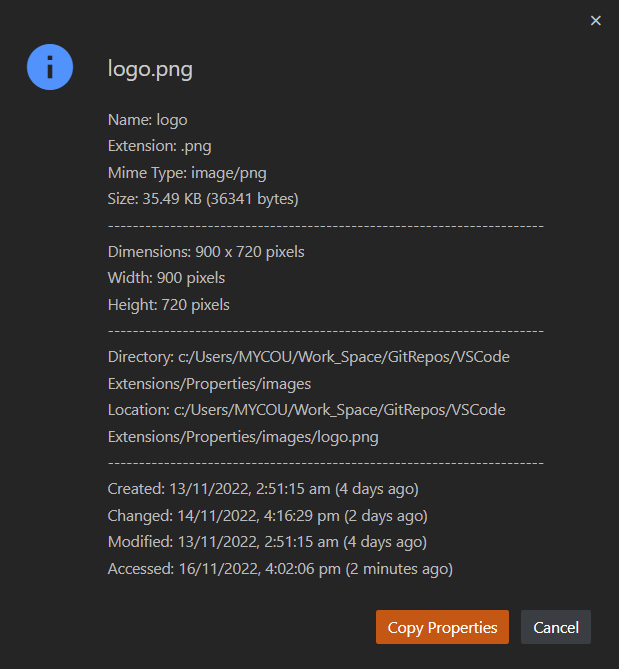 logo.png
Name: logo
Extension: .png
Mime Type: image/png
Size: 35.49 KB (36341 bytes)
----------------------------------------------------------------------
Dimensions: 900 x 720 pixels
Width: 900 pixels
Height: 720 pixels
----------------------------------------------------------------------
Directory: c:/Users/MYCOU/Work_Space/GitRepos/VSCode
Extensions/Properties/images
Location: c:/Users/MYCOU/Work_Space/GitRepos/VSCode
Extensions/Properties/images/logo.png
----------------------------------------------------------------------
Created: 13/11/2022, 2:51:15 am (4 days ago)
Changed: 14/11/2022, 4:16:29 pm (2 days ago)
Modified: 13/11/2022, 2:51:15 am (4 days ago)
Accessed: 16/11/2022, 4:02:06 pm (2 minutes ago)
Copy Properties
Cancel